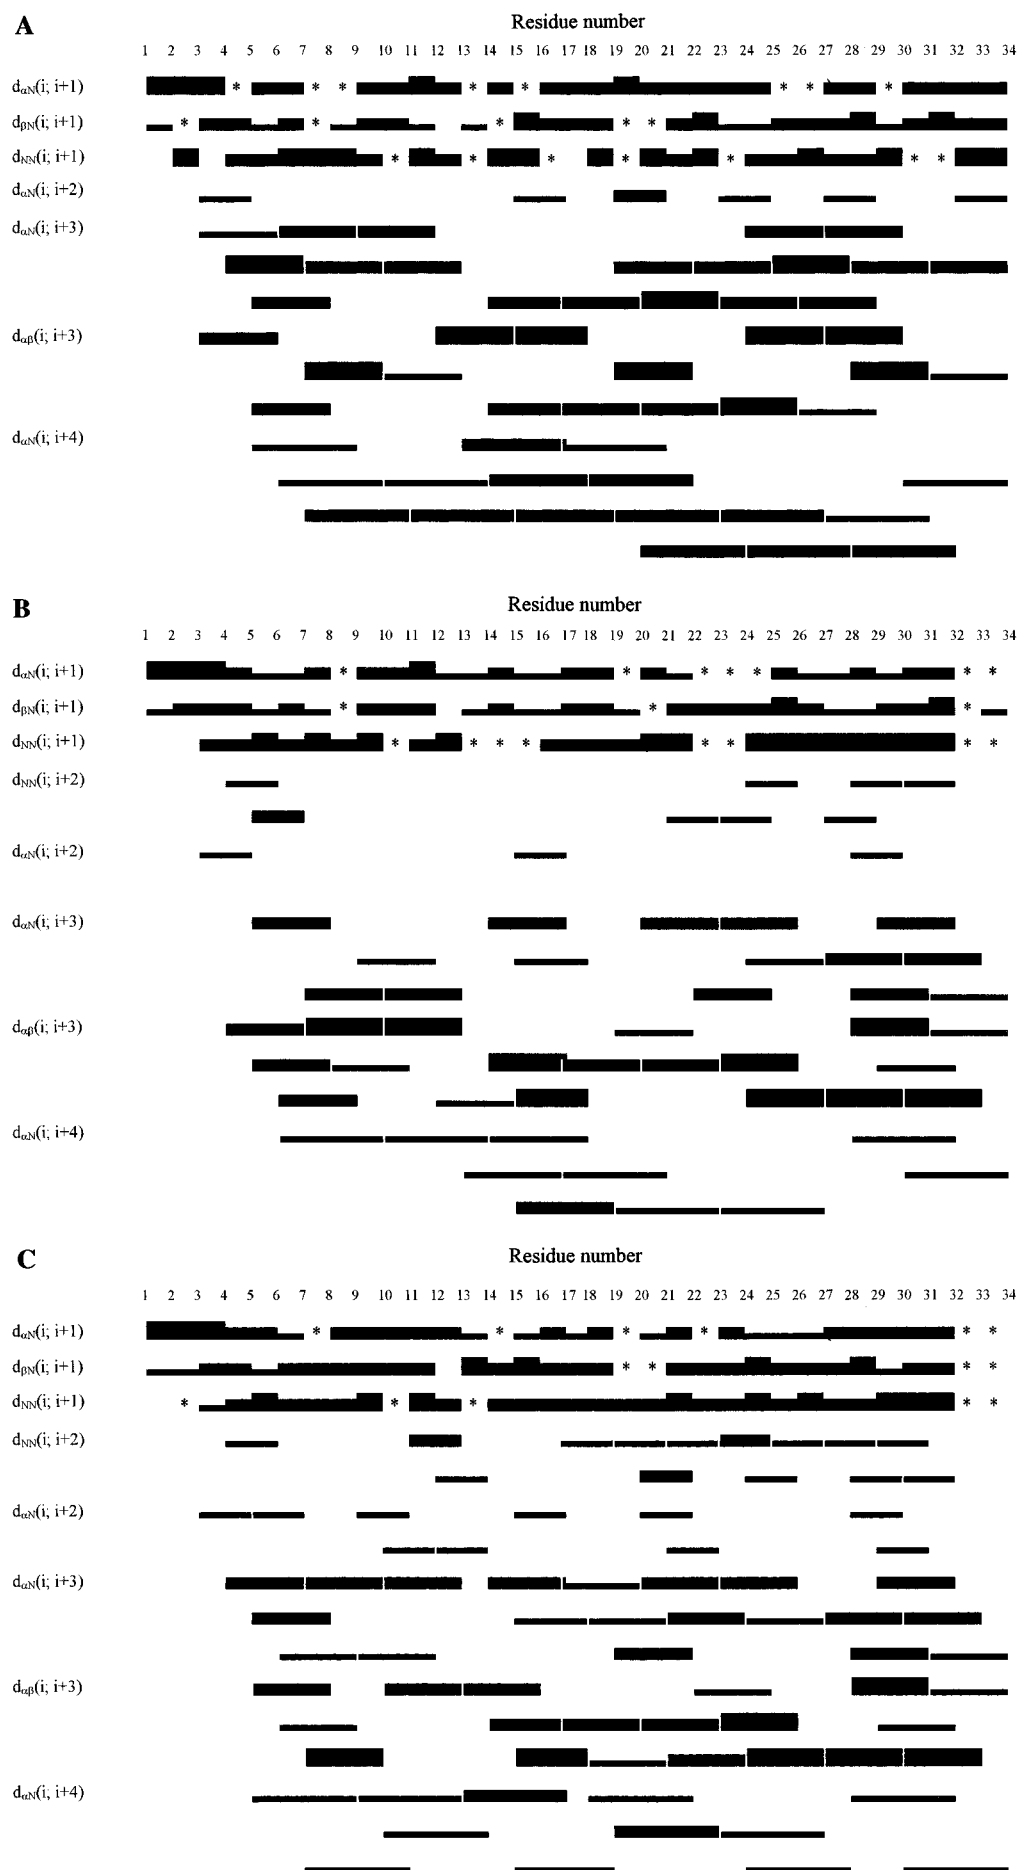 A
Residue number
1 2 3 4 5 6 7 8 9 10 11 12 13 14 15 16 17 18 19 20 21 22 23 24 25 26 27 28 29 30 31 32 33 34
dαN(i; i+1) * * * * * * * *
dβN(i; i+1) * * * * *
dNN(i; i+1) * * * * * * *
dαN(i; i+2)
dαN(i; i+3)
dαβ(i; i+3)
dαN(i; i+4)
B
Residue number
1 2 3 4 5 6 7 8 9 10 11 12 13 14 15 16 17 18 19 20 21 22 23 24 25 26 27 28 29 30 31 32 33 34
dαN(i; i+1) * * * * * * *
dβN(i; i+1) * * *
dNN(i; i+1) * * * * * * * *
dNN(i; i+2)
dαN(i; i+2)
dαN(i; i+3)
dαβ(i; i+3)
dαN(i; i+4)
C
Residue number
1 2 3 4 5 6 7 8 9 10 11 12 13 14 15 16 17 18 19 20 21 22 23 24 25 26 27 28 29 30 31 32 33 34
dαN(i; i+1) * * * * * *
dβN(i; i+1) * * * *
dNN(i; i+1) * * * * *
dNN(i; i+2)
dαN(i; i+2)
dαN(i; i+3)
dαβ(i; i+3)
dαN(i; i+4)